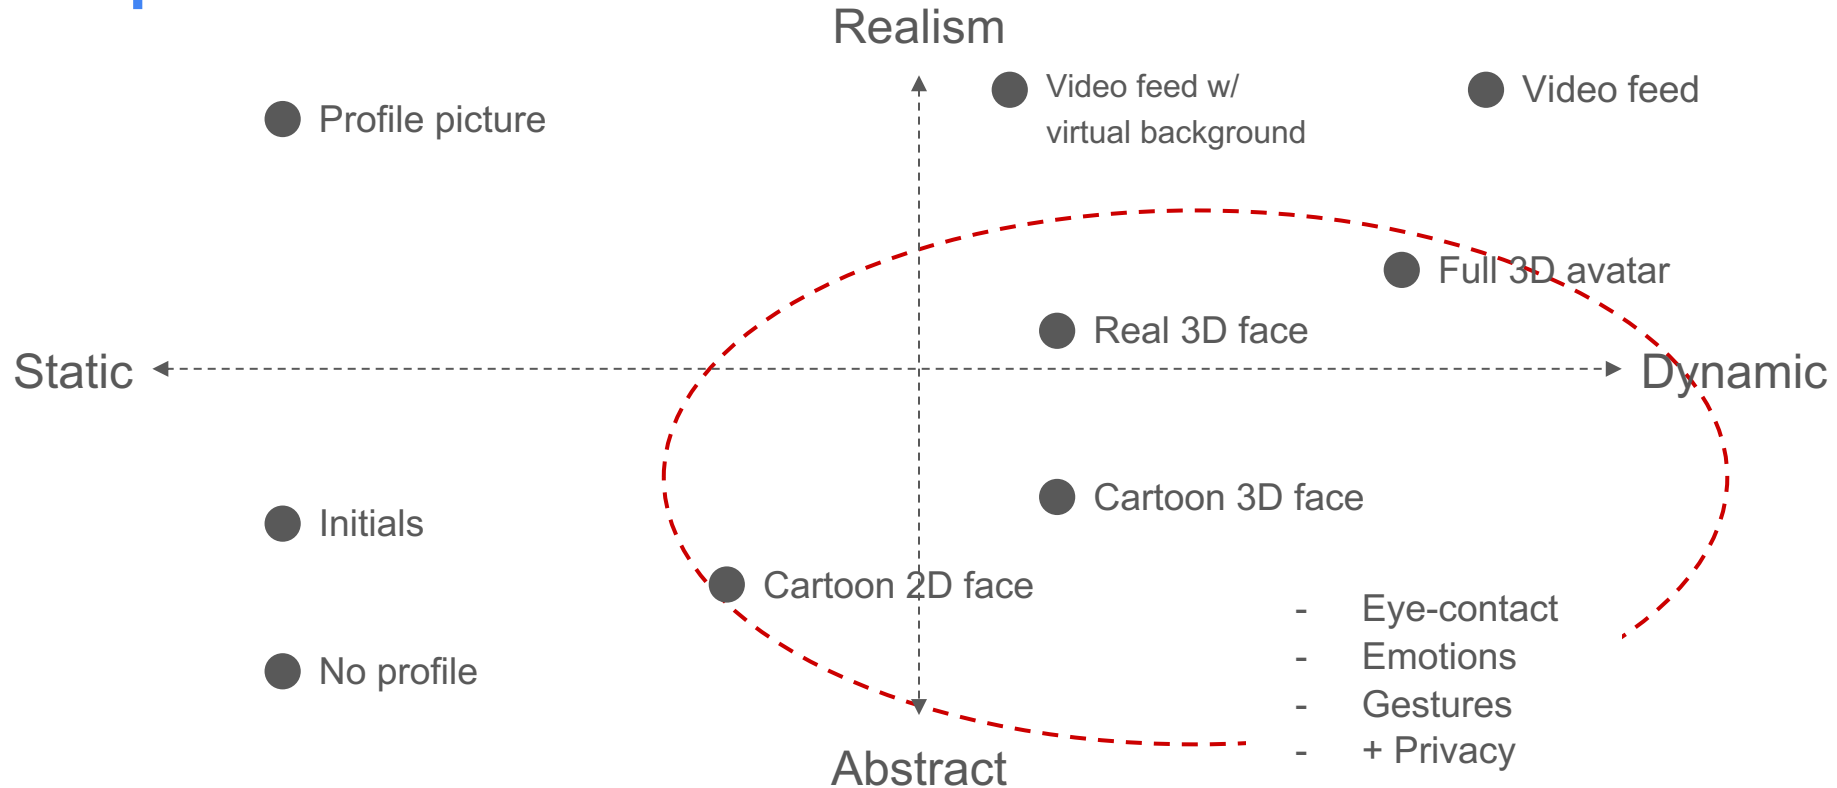 Realism
Profile picture
Video feed w/
virtual background
Video feed
Full 3D avatar
Real 3D face
Static
Dynamic
Cartoon 3D face
Initials
Cartoon 2D face
No profile
- Eye-contact
- Emotions
- Gestures
- + Privacy
Abstract